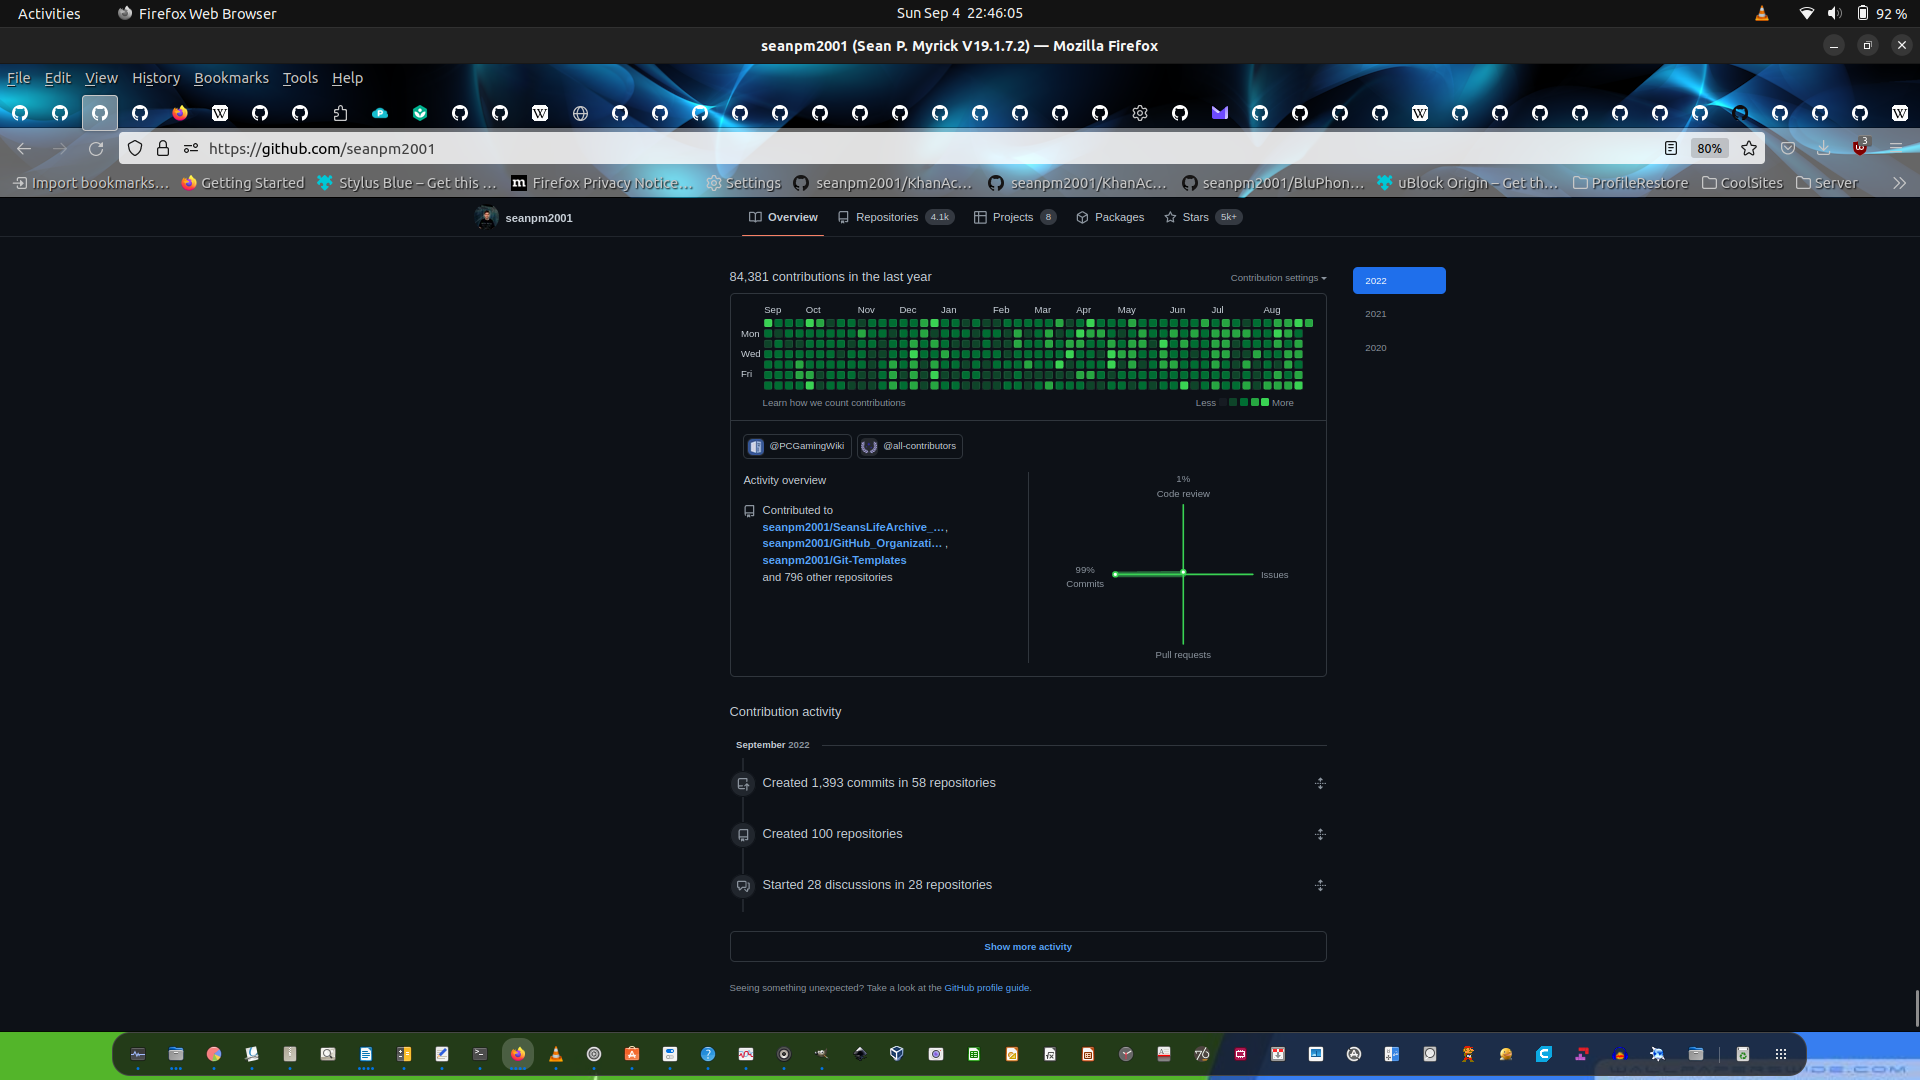 Activities
Firefox Web Browser
Sun Sep 4  22:46:05
92 %
seanpm2001 (Sean P. Myrick V19.1.7.2) — Mozilla Firefox
File Edit View History Bookmarks Tools Help
https://github.com/seanpm2001
80%
3
Import bookmarks…
Getting Started
Stylus Blue – Get this …
Firefox Privacy Notice…
Settings
seanpm2001/KhanAc…
seanpm2001/KhanAc…
seanpm2001/BluPhon…
uBlock Origin – Get th…
ProfileRestore
CoolSites
Server
seanpm2001
Overview
Repositories 4.1k
Projects 8
Packages
Stars 5k+
84,381 contributions in the last year
Contribution settings
2022
2021
2020
Sep Oct Nov Dec Jan Feb Mar Apr May Jun Jul Aug
Mon
Wed
Fri
Learn how we count contributions
Less More
@PCGamingWiki
@all-contributors
Activity overview
Contributed to
seanpm2001/SeansLifeArchive_…,
seanpm2001/GitHub_Organizati… ,
seanpm2001/Git-Templates
and 796 other repositories
1%
Code review
99%
Commits
Issues
Pull requests
Contribution activity
September 2022
Created 1,393 commits in 58 repositories
Created 100 repositories
Started 28 discussions in 28 repositories
Show more activity
Seeing something unexpected? Take a look at the GitHub profile guide.
76
WALLPAPERSWIDE.COM